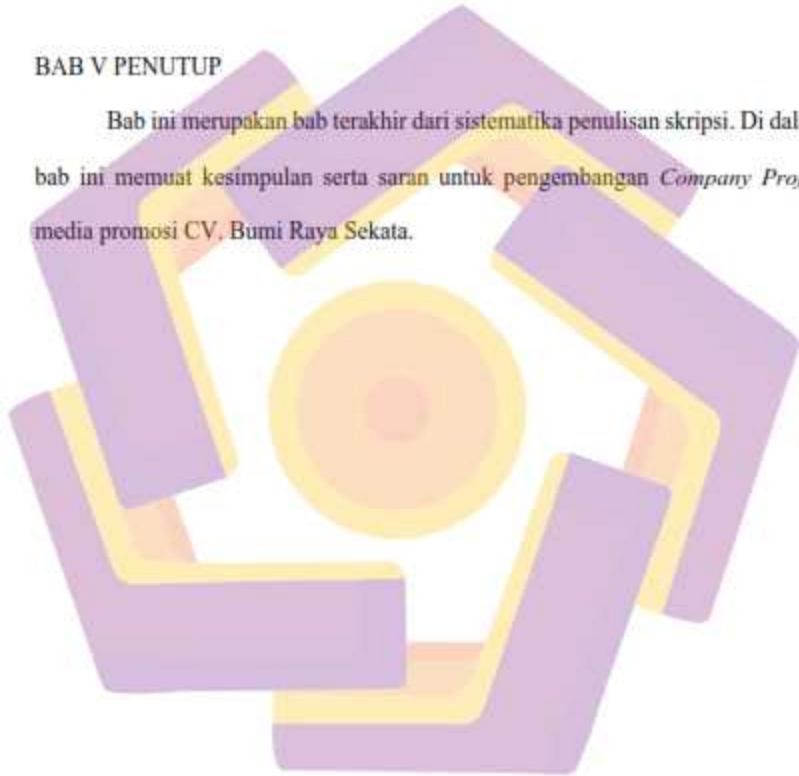 BAB V PENUTUP
Bab ini merupakan bab terakhir dari sistematika penulisan skripsi. Di dal
bab ini memuat kesimpulan serta saran untuk pengembangan Company Pro
media promosi CV. Bumi Raya Sekata.